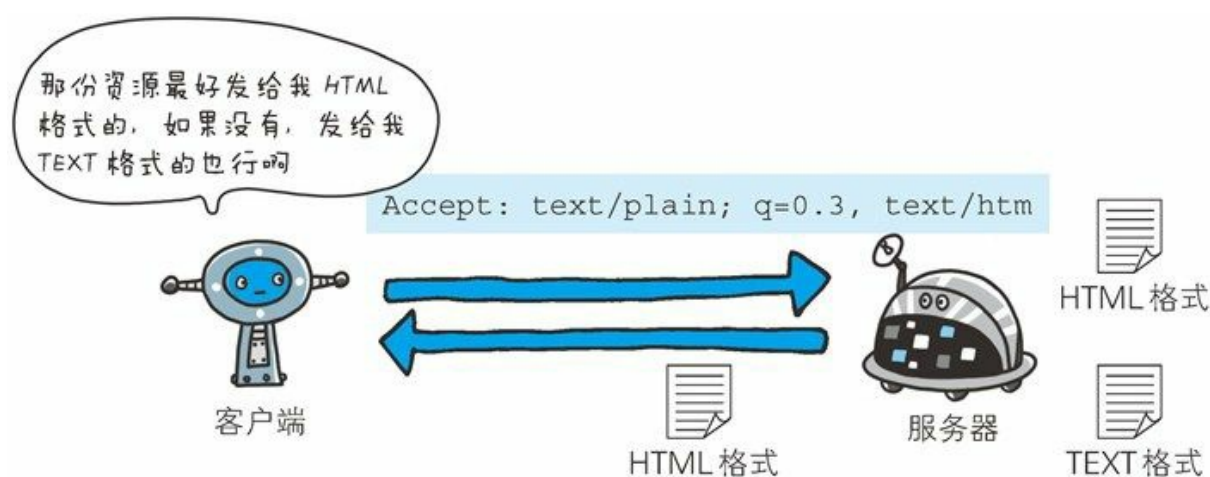 那份资源最好发给我 HTML
格式的,如果没有,发给我
TEXT 格式的也行啊
Accept: text/plain; q=0.3, text/htm
HTML 格式
客户端
服务器
HTML 格式
TEXT 格式